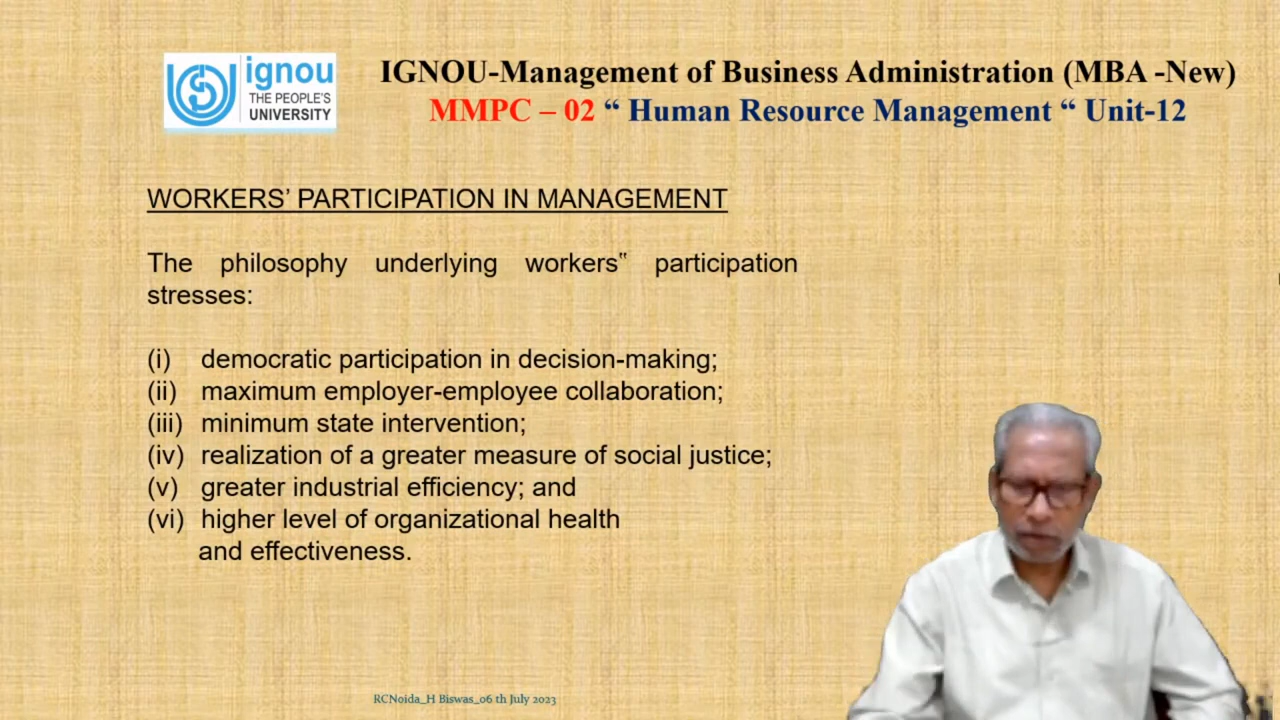 ignou
THE PEOPLE'S
UNIVERSITY
IGNOU-Management of Business Administration (MBA -New)
MMPC – 02 “ Human Resource Management “ Unit-12
WORKERS’ PARTICIPATION IN MANAGEMENT
The philosophy underlying workers‟ participation
stresses:
(i) democratic participation in decision-making;
(ii) maximum employer-employee collaboration;
(iii) minimum state intervention;
(iv) realization of a greater measure of social justice;
(v) greater industrial efficiency; and
(vi) higher level of organizational health
and effectiveness.
RCNoida_H Biswas_06 th July 2023